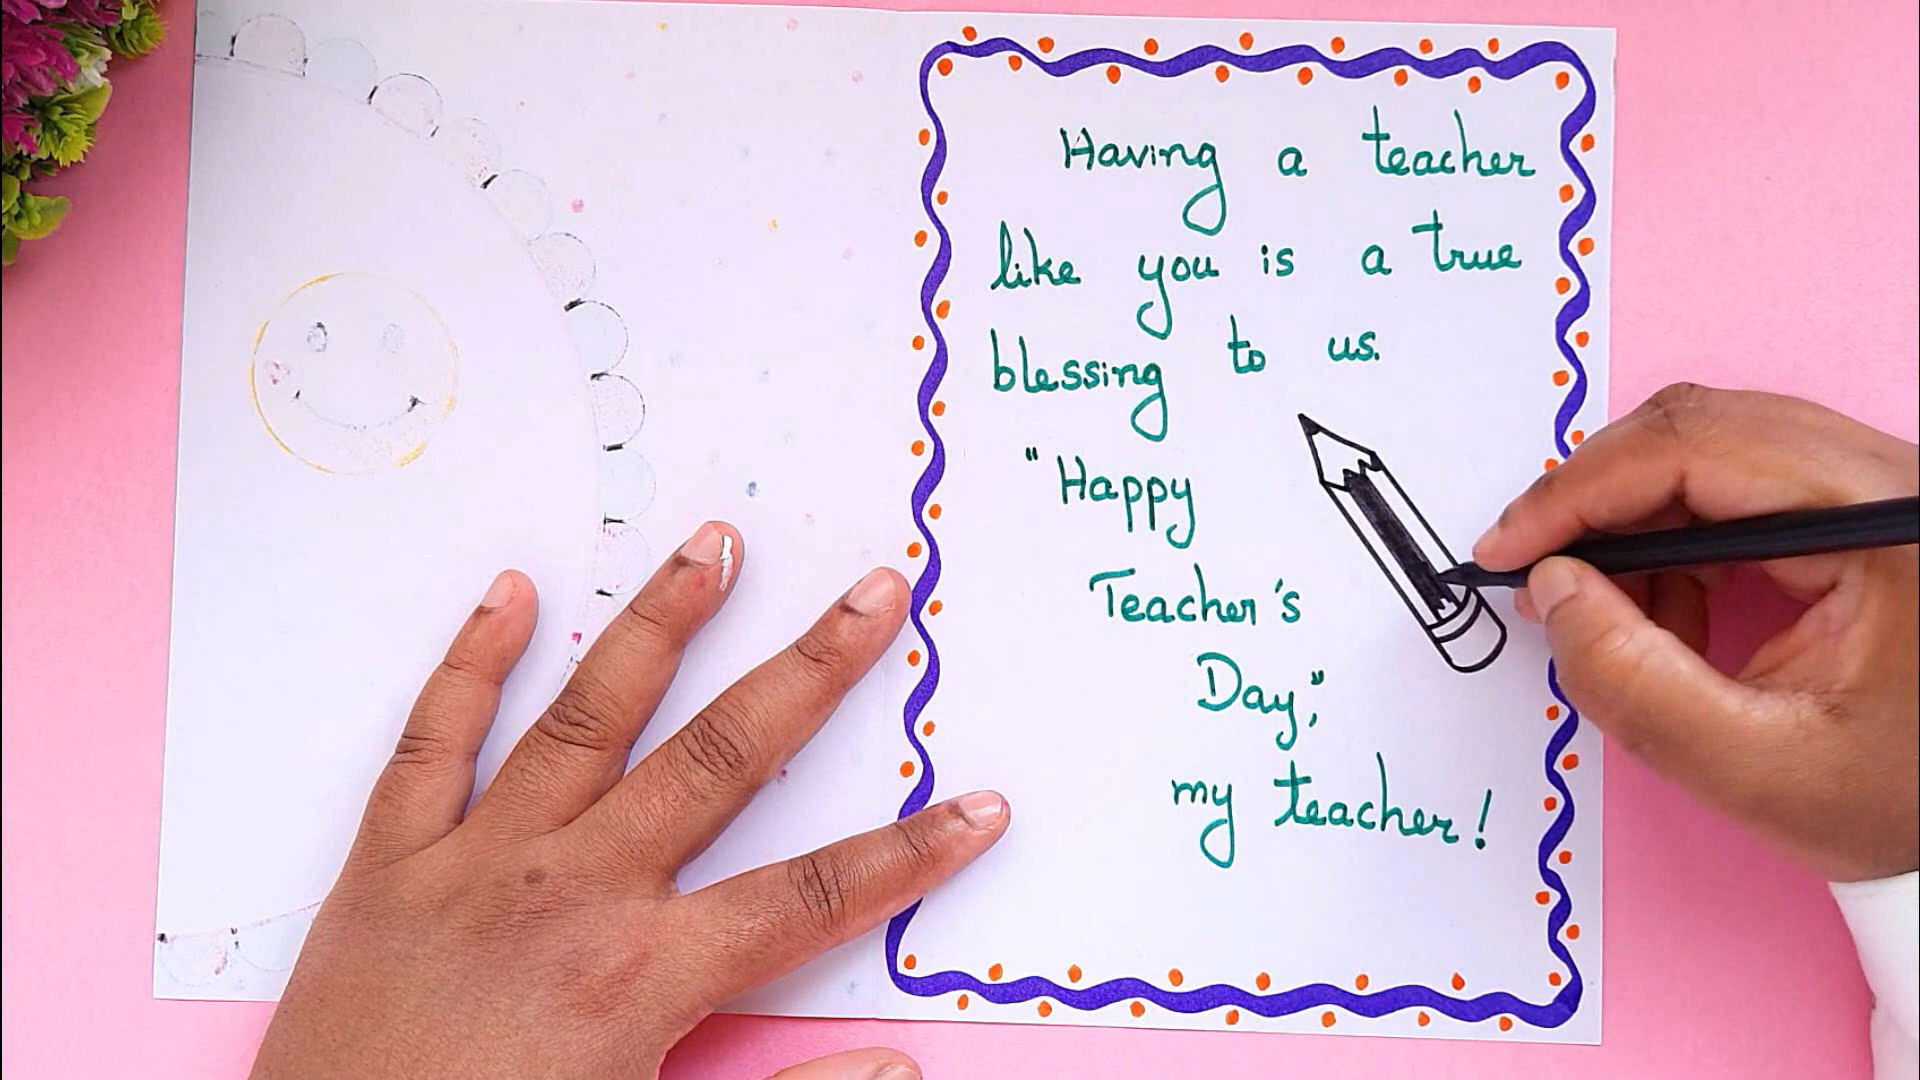 Having a teacher
like you is a true
blessing to us.
"Happy
Teacher's
Day,"
my teacher!